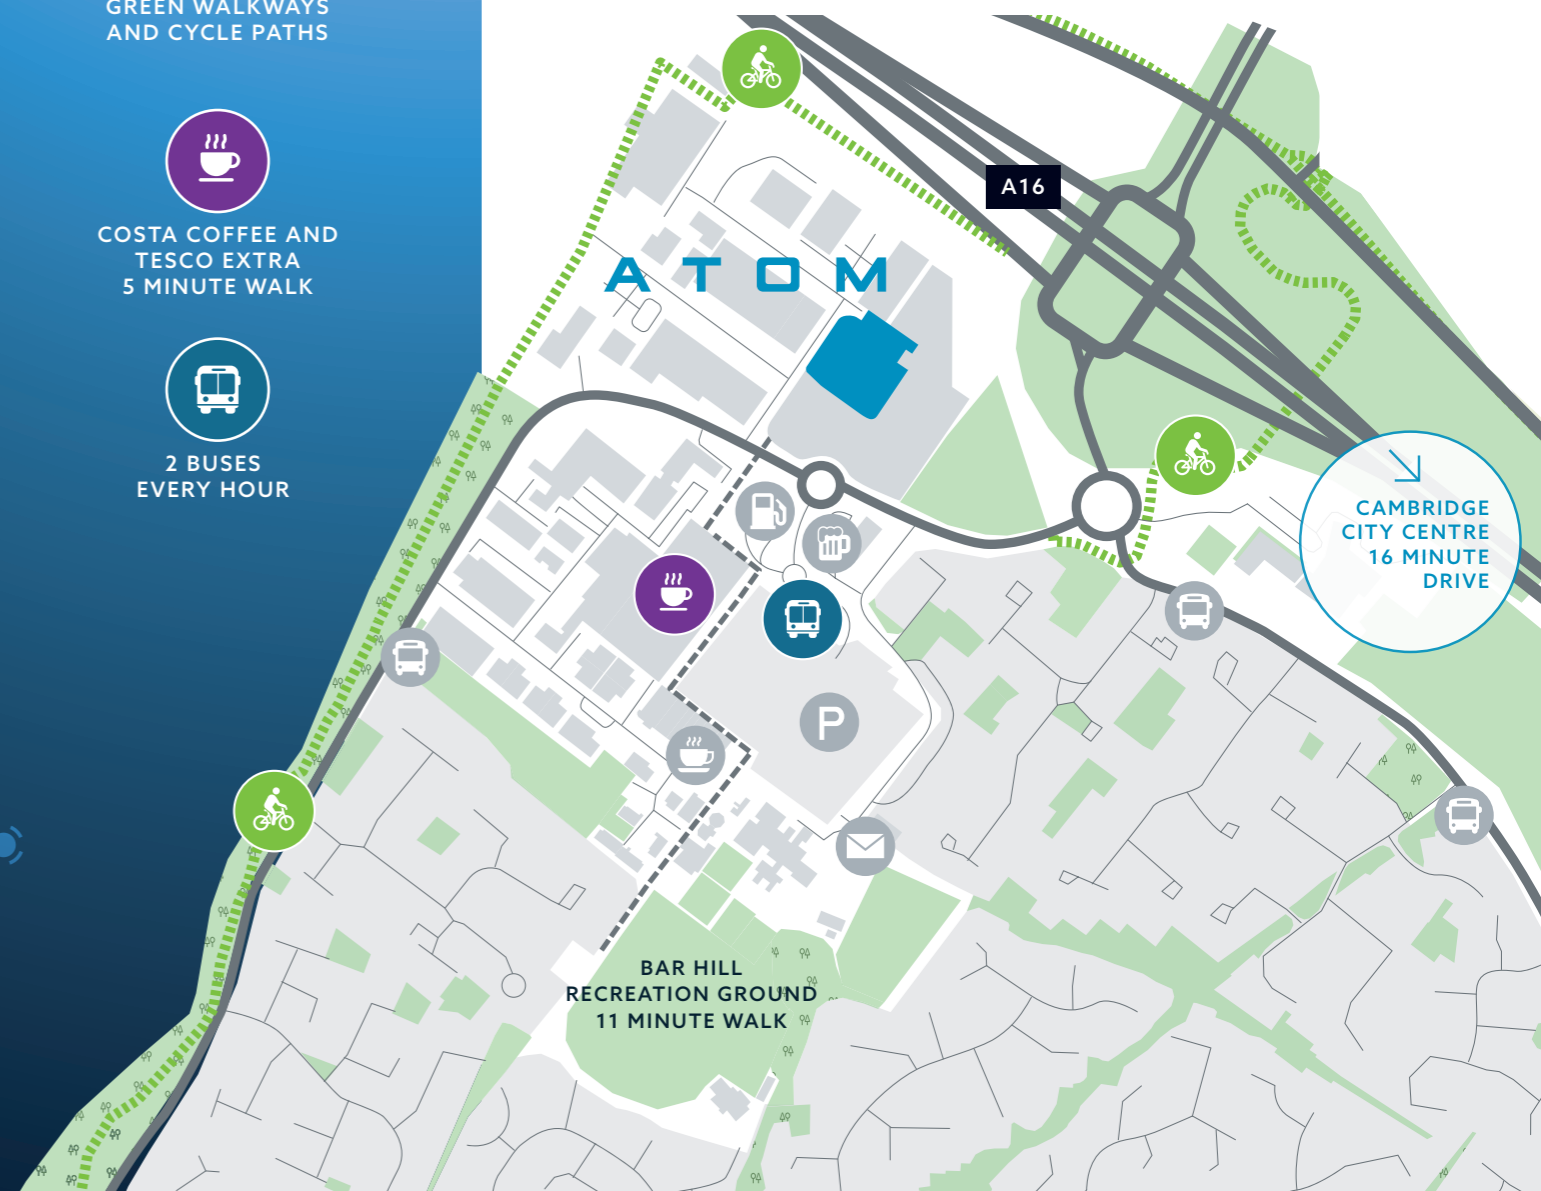 GREEN WALKWAYS
AND CYCLE PATHS
COSTA COFFEE AND
TESCO EXTRA
5 MINUTE WALK
2 BUSES
EVERY HOUR
A16
ATOM
CAMBRIDGE
CITY CENTRE
16 MINUTE
DRIVE
P
BAR HILL
RECREATION GROUND
11 MINUTE WALK